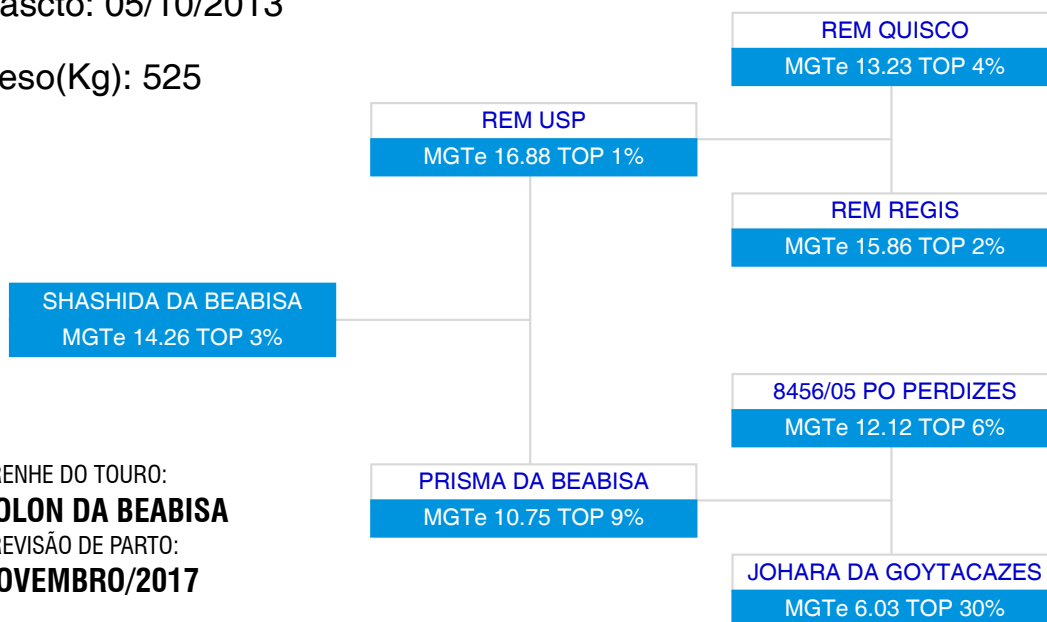 ascto: 05/10/2013
eso(Kg): 525
REM QUISCO
MGTe 13.23 TOP 4%
REM USP
MGTe 16.88 TOP 1%
REM REGIS
MGTe 15.86 TOP 2%
SHASHIDA DA BEABISA
MGTe 14.26 TOP 3%
8456/05 PO PERDIZES
MGTe 12.12 TOP 6%
PRISMA DA BEABISA
MGTe 10.75 TOP 9%
JOHARA DA GOYTACAZES
MGTe 6.03 TOP 30%
RENHE DO TOURO:
OLON DA BEABISA
REVISÃO DE PARTO:
OVEMBRO/2017